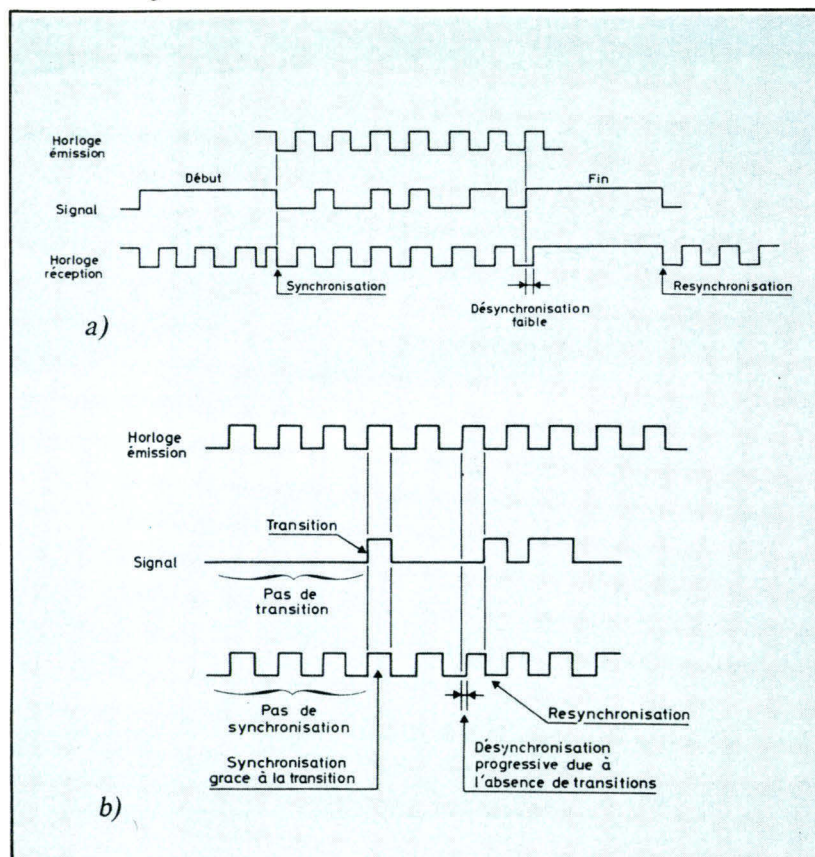 Horloge
émission
Début
Fin
Signal
Horloge
réception
Synchronisation
Désynchronisation
faible
Resynchronisation
a)
Horloge
émission
Transition
Signal
Pas de
transition
Pas de
synchronisation
Resynchronisation
Synchronisation
grace à la transition
Désynchronisation
progressive due à
l'absence de transitions
b)